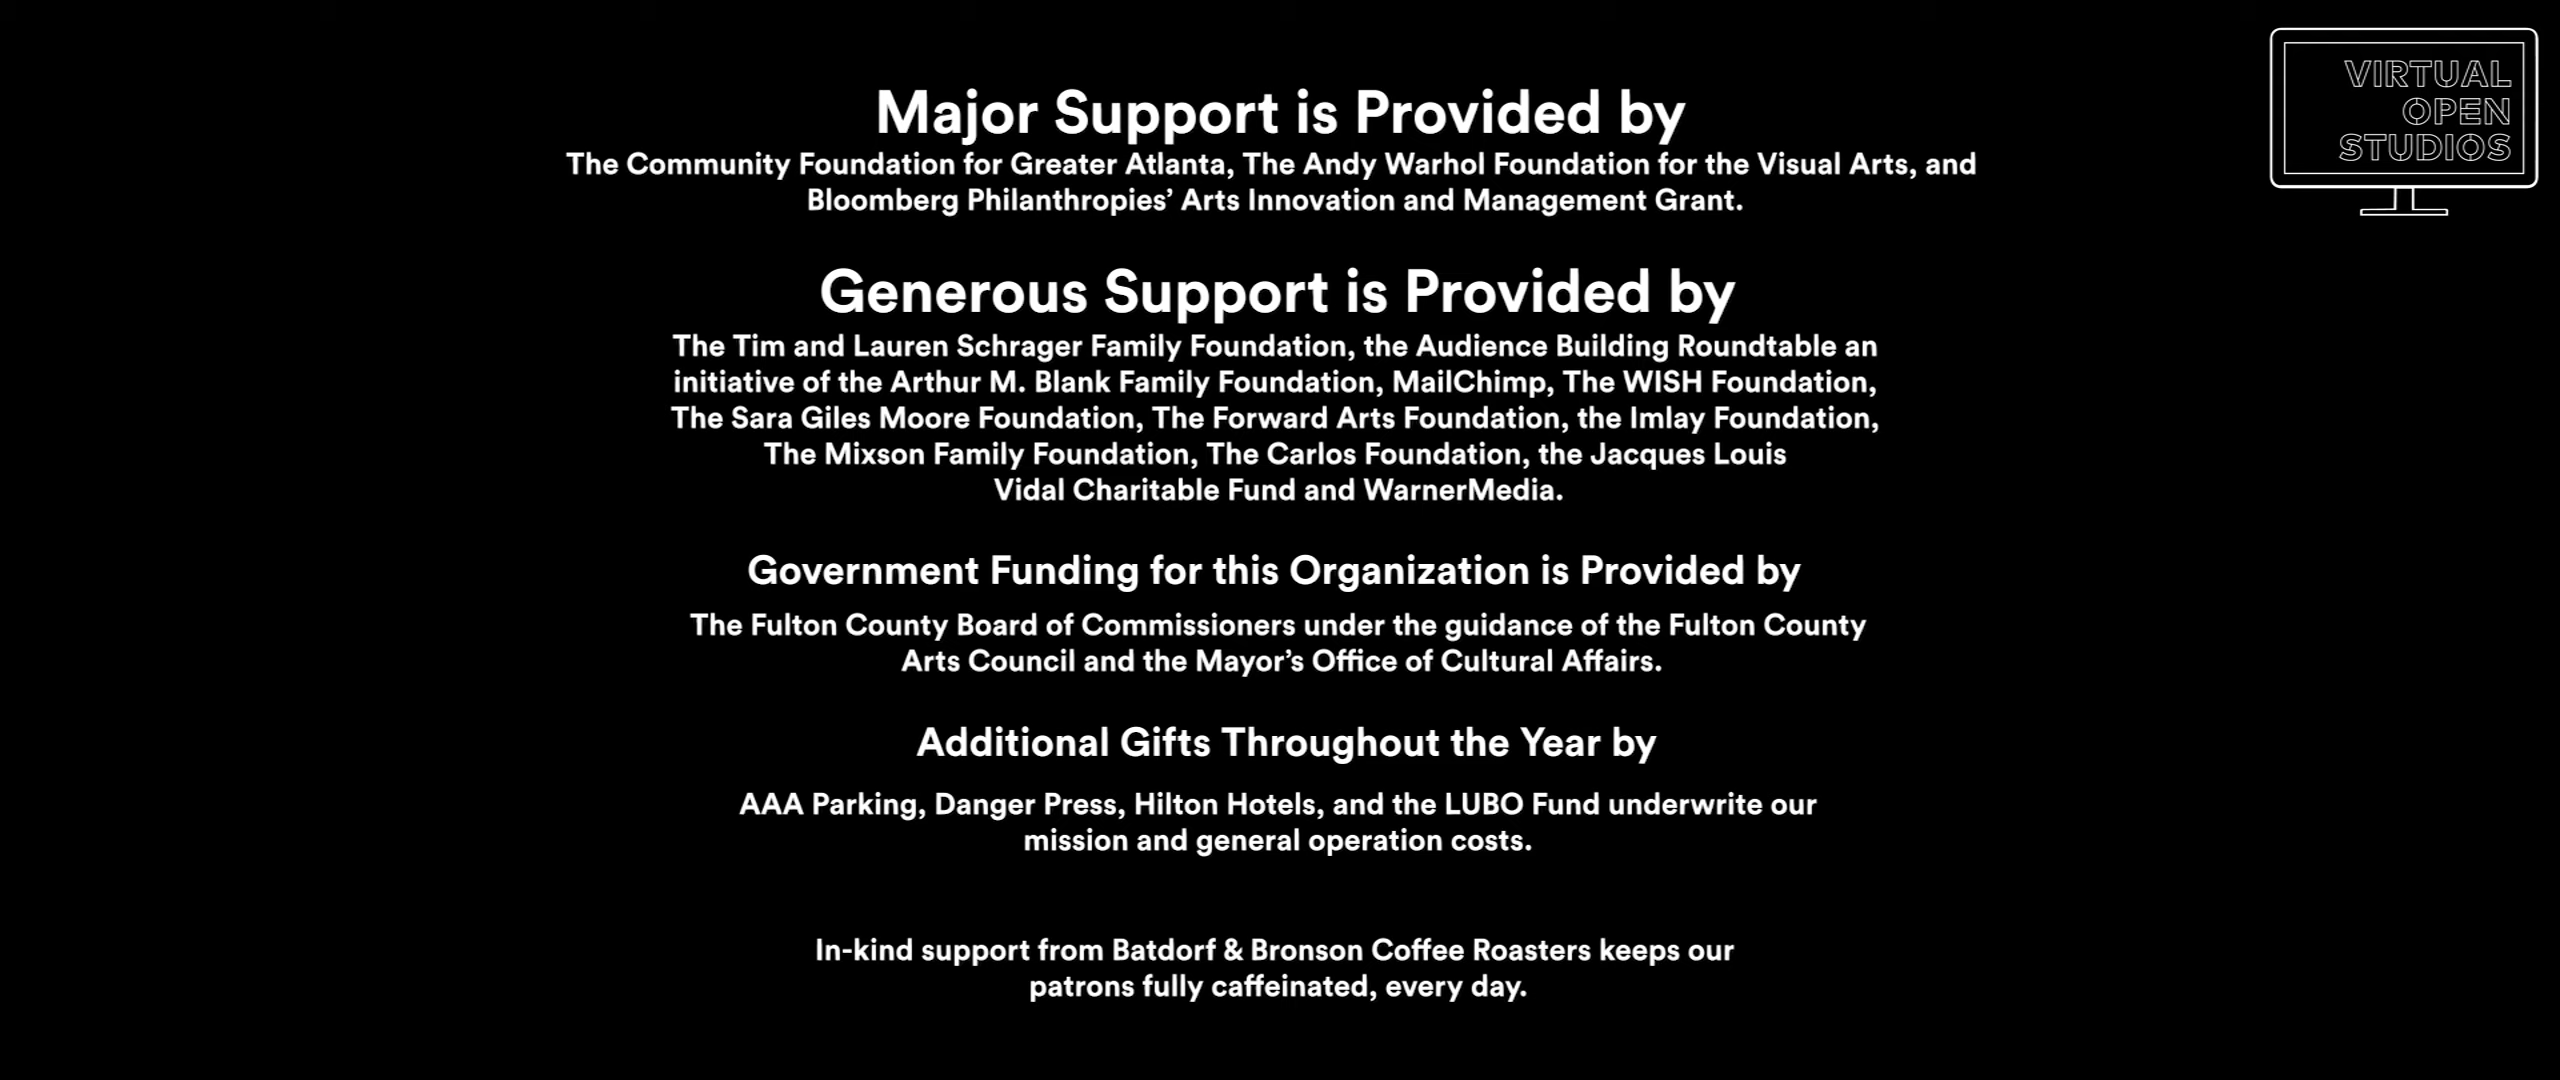 Major Support is Provided by
The Community Foundation for Greater Atlanta, The Andy Warhol Foundation for the Visual Arts, and
Bloomberg Philanthropies’ Arts Innovation and Management Grant.
Generous Support is Provided by
The Tim and Lauren Schrager Family Foundation, the Audience Building Roundtable an
initiative of the Arthur M. Blank Family Foundation, MailChimp, The WISH Foundation,
The Sara Giles Moore Foundation, The Forward Arts Foundation, the Imlay Foundation,
The Mixson Family Foundation, The Carlos Foundation, the Jacques Louis
Vidal Charitable Fund and WarnerMedia.
Government Funding for this Organization is Provided by
The Fulton County Board of Commissioners under the guidance of the Fulton County
Arts Council and the Mayor’s Office of Cultural Affairs.
Additional Gifts Throughout the Year by
AAA Parking, Danger Press, Hilton Hotels, and the LUBO Fund underwrite our
mission and general operation costs.
In-kind support from Batdorf & Bronson Coffee Roasters keeps our
patrons fully caffeinated, every day.
VIRTUAL
OPEN
STUDIOS